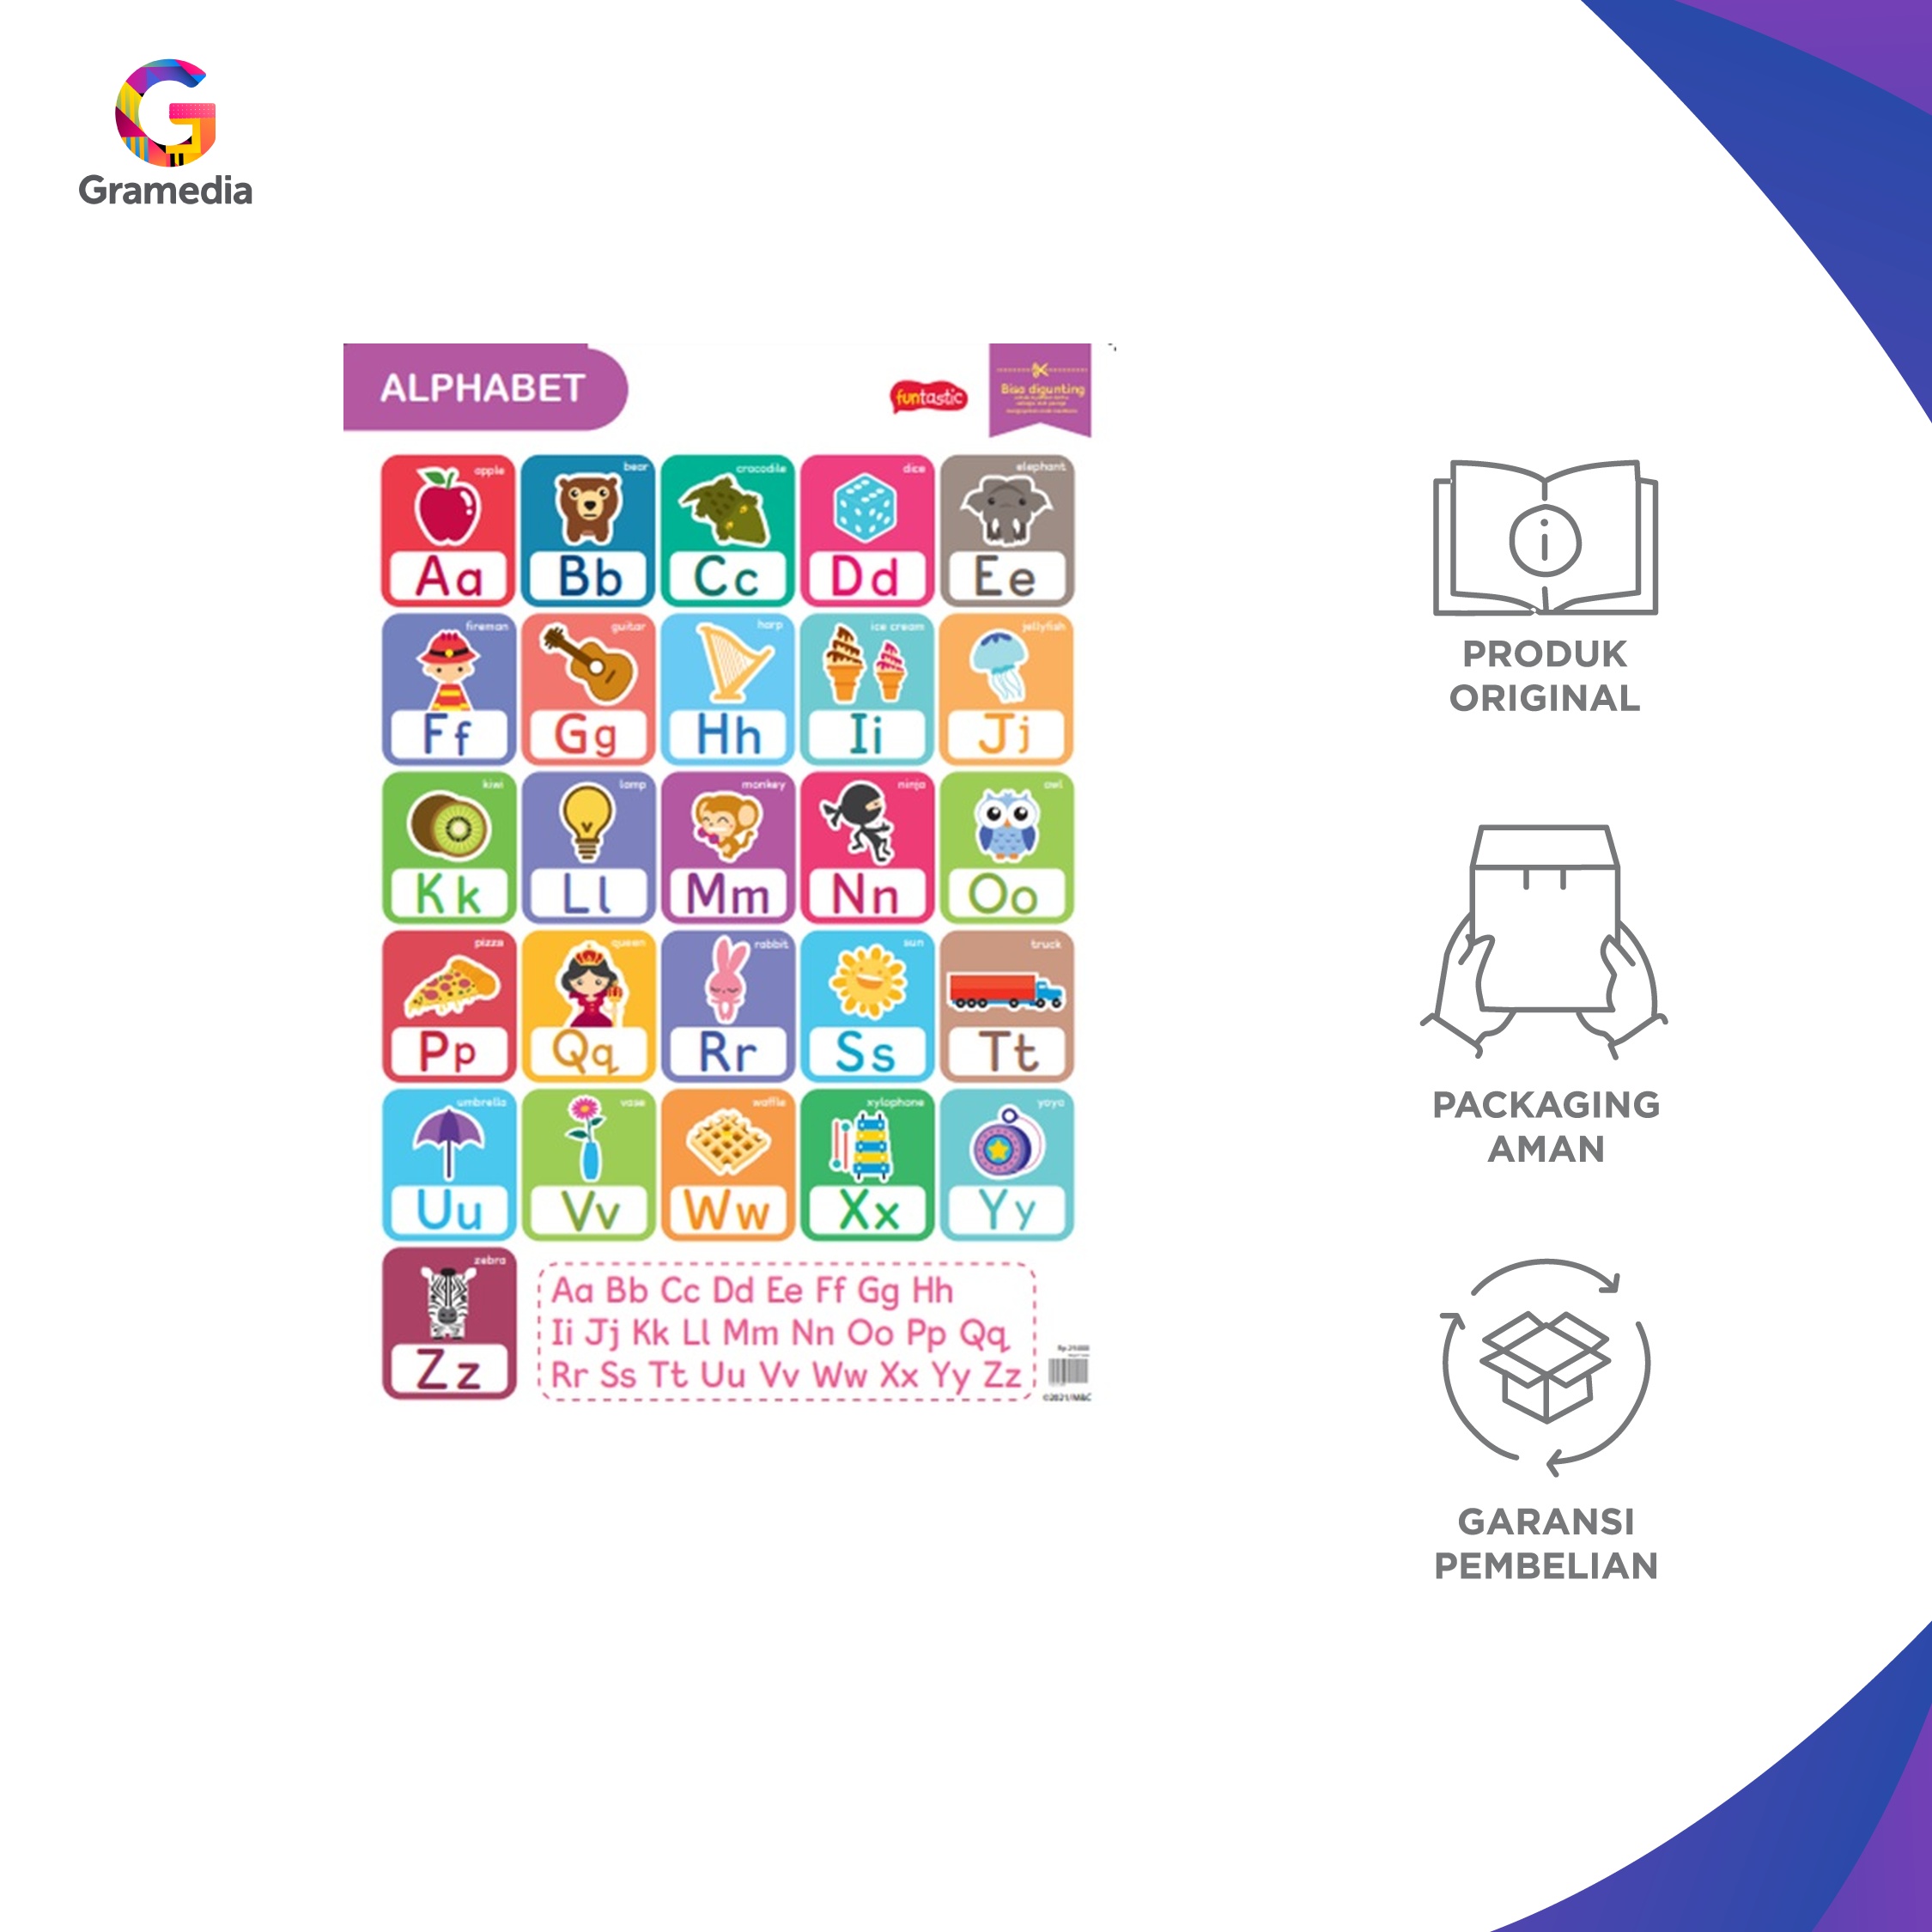 Gramedia
ALPHABET
funtastic
Bisa digunting
apple
Aa
bear
Bb
crocodile
Cc
dice
Dd
elephant
Ee
fireman
Ff
guitar
Gg
harp
Hh
ice cream
Ii
jellyfish
Jj
kiwi
Kk
lamp
Ll
monkey
Mm
ninja
Nn
owl
Oo
pizza
Pp
queen
Qq
rabbit
Rr
sun
Ss
truck
Tt
umbrella
Uu
vase
Vv
waffle
Ww
xylophone
Xx
yoyo
Yy
zebra
Zz
Aa Bb Cc Dd Ee Ff Gg Hh
Ii Jj Kk Ll Mm Nn Oo Pp Qq
Rr Ss Tt Uu Vv Ww Xx Yy Zz
©2021/M&C
PRODUK
ORIGINAL
PACKAGING
AMAN
GARANSI
PEMBELIAN